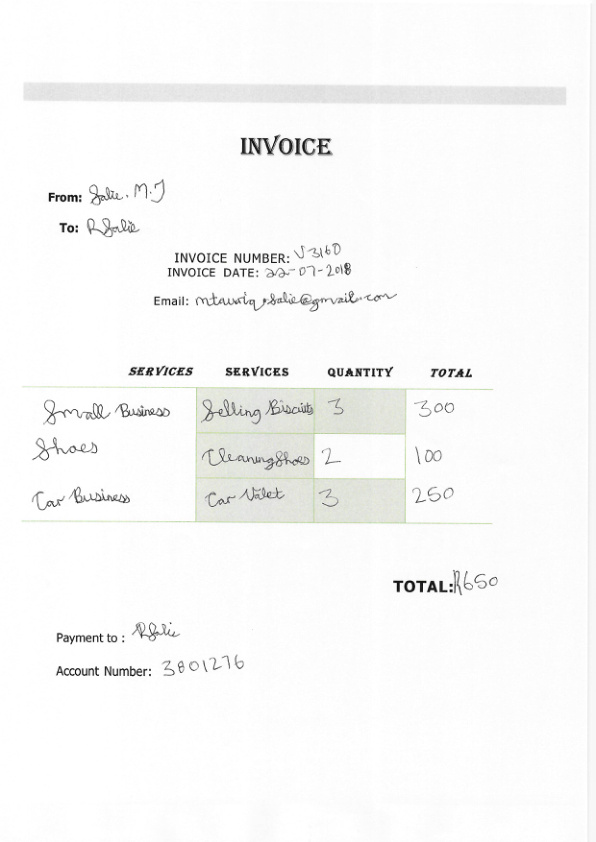 INVOICE
From: Salie. M.J
To: R Salie
INVOICE NUMBER: V3160
INVOICE DATE: 22-07-2018
Email: mtauriq.salie@gmail.com
SERVICES SERVICES QUANTITY TOTAL
Small Business Selling Biscuits 3 300
Shoes Cleaning Shoes 2 100
Car Business Car Valet 3 250
TOTAL: R650
Payment to : R Salie
Account Number: 3801276